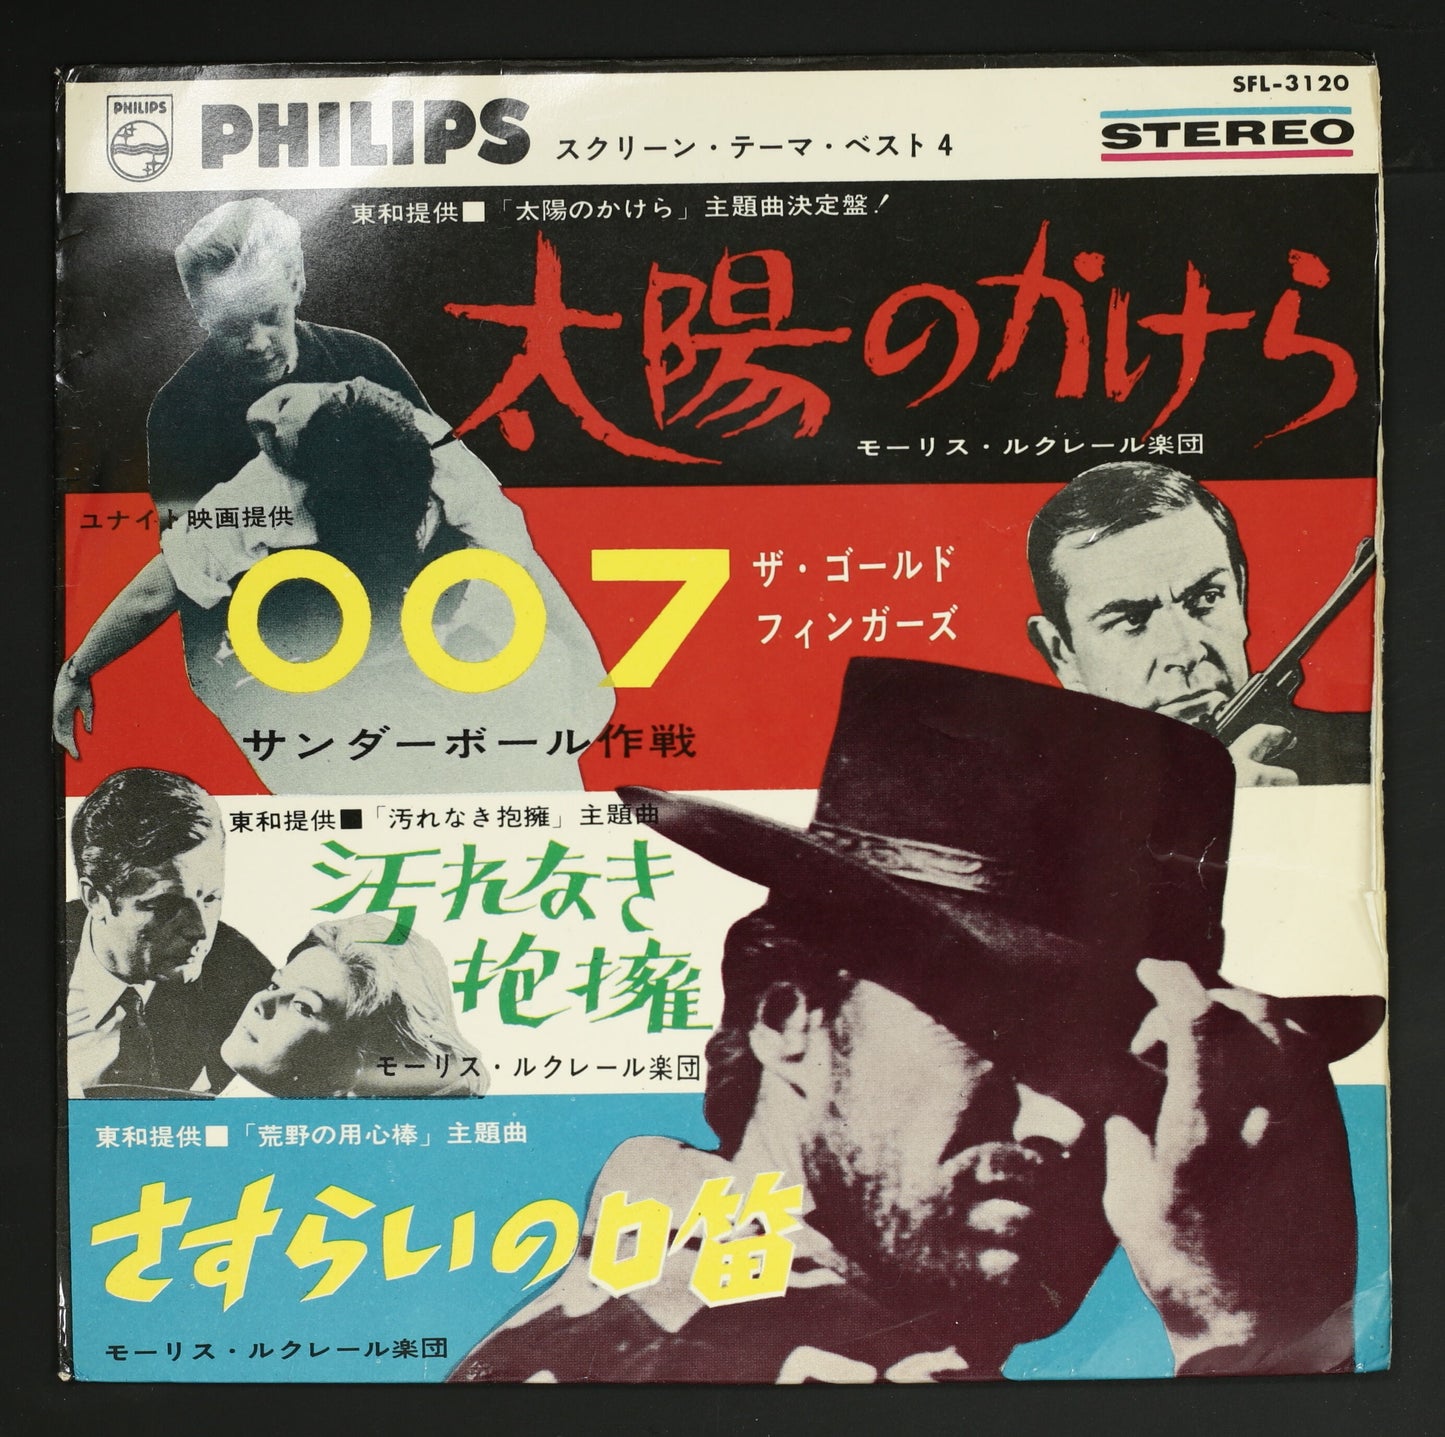 SFL-3120
PHILIPS
PHILIPS スクリーン・テーマ・ベスト4
STEREO
東和提供■「太陽のかけら」主題曲決定盤!
太陽のかけら
モーリス・ルクレール楽団
ユナイト映画提供
007
ザ・ゴールド
フィンガーズ
サンダーボール作戦
東和提供■「汚れなき抱擁」主題曲
汚れなき
抱擁
モーリス・ルクレール楽団
東和提供■「荒野の用心棒」主題曲
さすらいの口笛
モーリス・ルクレール楽団